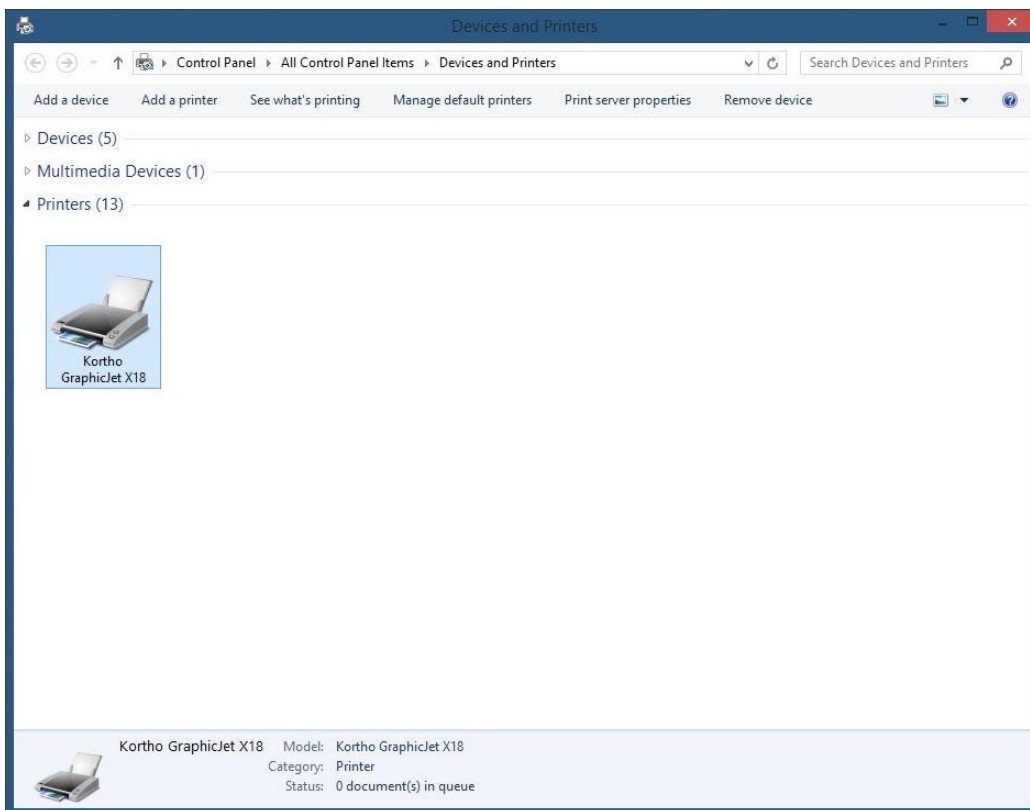 Devices and Printers
Control Panel All Control Panel Items Devices and Printers Search Devices and Printers
Add a device Add a printer See what's printing Manage default printers Print server properties Remove device
Devices (5)
Multimedia Devices (1)
Printers (13)
Kortho
GraphicJet X18
Kortho GraphicJet X18 Model: Kortho GraphicJet X18
Category: Printer
Status: 0 document(s) in queue